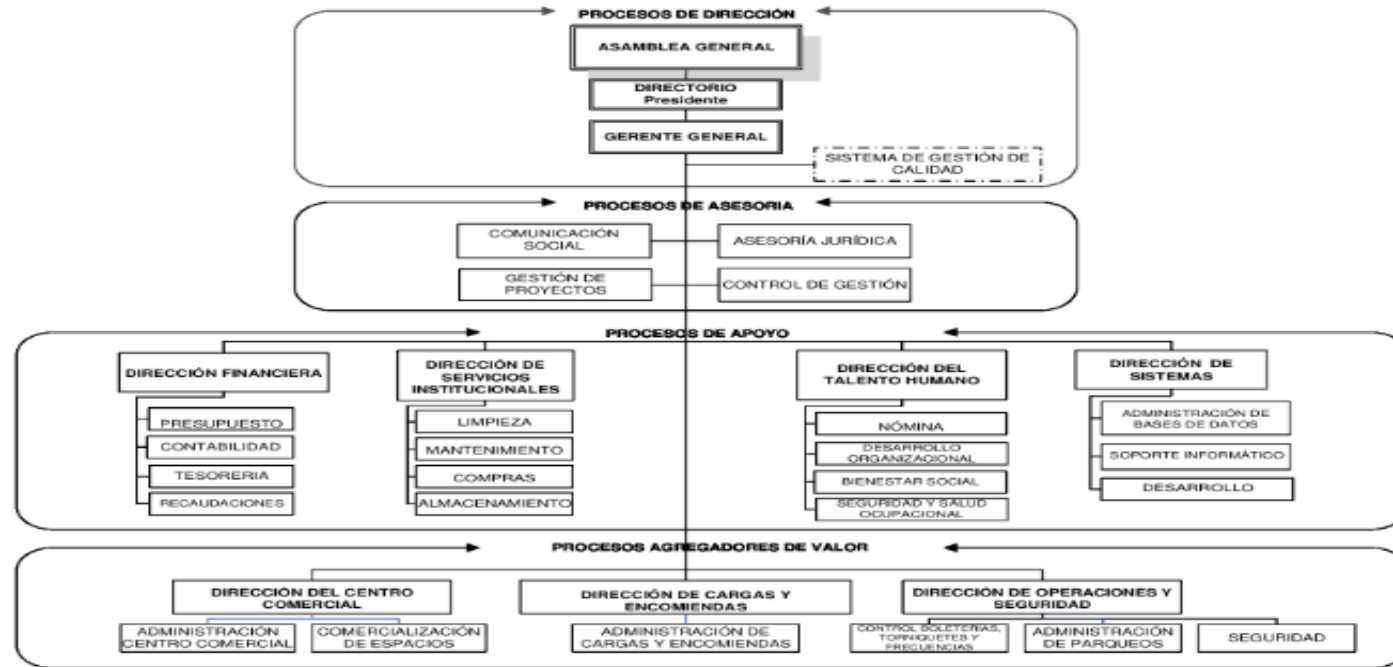 PROCESOS DE DIRECCIÓN
ASAMBLEA GENERAL
DIRECTORIO
Presidente
GERENTE GENERAL
SISTEMA DE GESTIÓN DE
CALIDAD
PROCESOS DE ASESORIA
COMUNICACIÓN
SOCIAL
ASESORÍA JURÍDICA
GESTIÓN DE
PROYECTOS
CONTROL DE GESTIÓN
PROCESOS DE APOYO
DIRECCIÓN FINANCIERA
PRESUPUESTO
CONTABILIDAD
TESORERIA
RECAUDACIONES
DIRECCIÓN DE
SERVICIOS
INSTITUCIONALES
LIMPIEZA
MANTENIMIENTO
COMPRAS
ALMACENAMIENTO
DIRECCIÓN DEL
TALENTO HUMANO
NÓMINA
DESARROLLO
ORGANIZACIONAL
BIENESTAR SOCIAL
SEGURIDAD Y SALUD
OCUPACIONAL
DIRECCIÓN DE
SISTEMAS
ADMINISTRACIÓN DE
BASES DE DATOS
SOPORTE INFORMÁTICO
DESARROLLO
PROCESOS AGREGADORES DE VALOR
DIRECCIÓN DEL CENTRO
COMERCIAL
ADMINISTRACIÓN
CENTRO COMERCIAL
COMERCIALIZACIÓN
DE ESPACIOS
DIRECCIÓN DE CARGAS Y
ENCOMIENDAS
ADMINISTRACIÓN DE
CARGAS Y ENCOMIENDAS
DIRECCIÓN DE OPERACIONES Y
SEGURIDAD
CONTROL BOLETERIAS,
TORNIQUETES Y
FRECUENCIAS
ADMINISTRACIÓN
DE PARQUEOS
SEGURIDAD